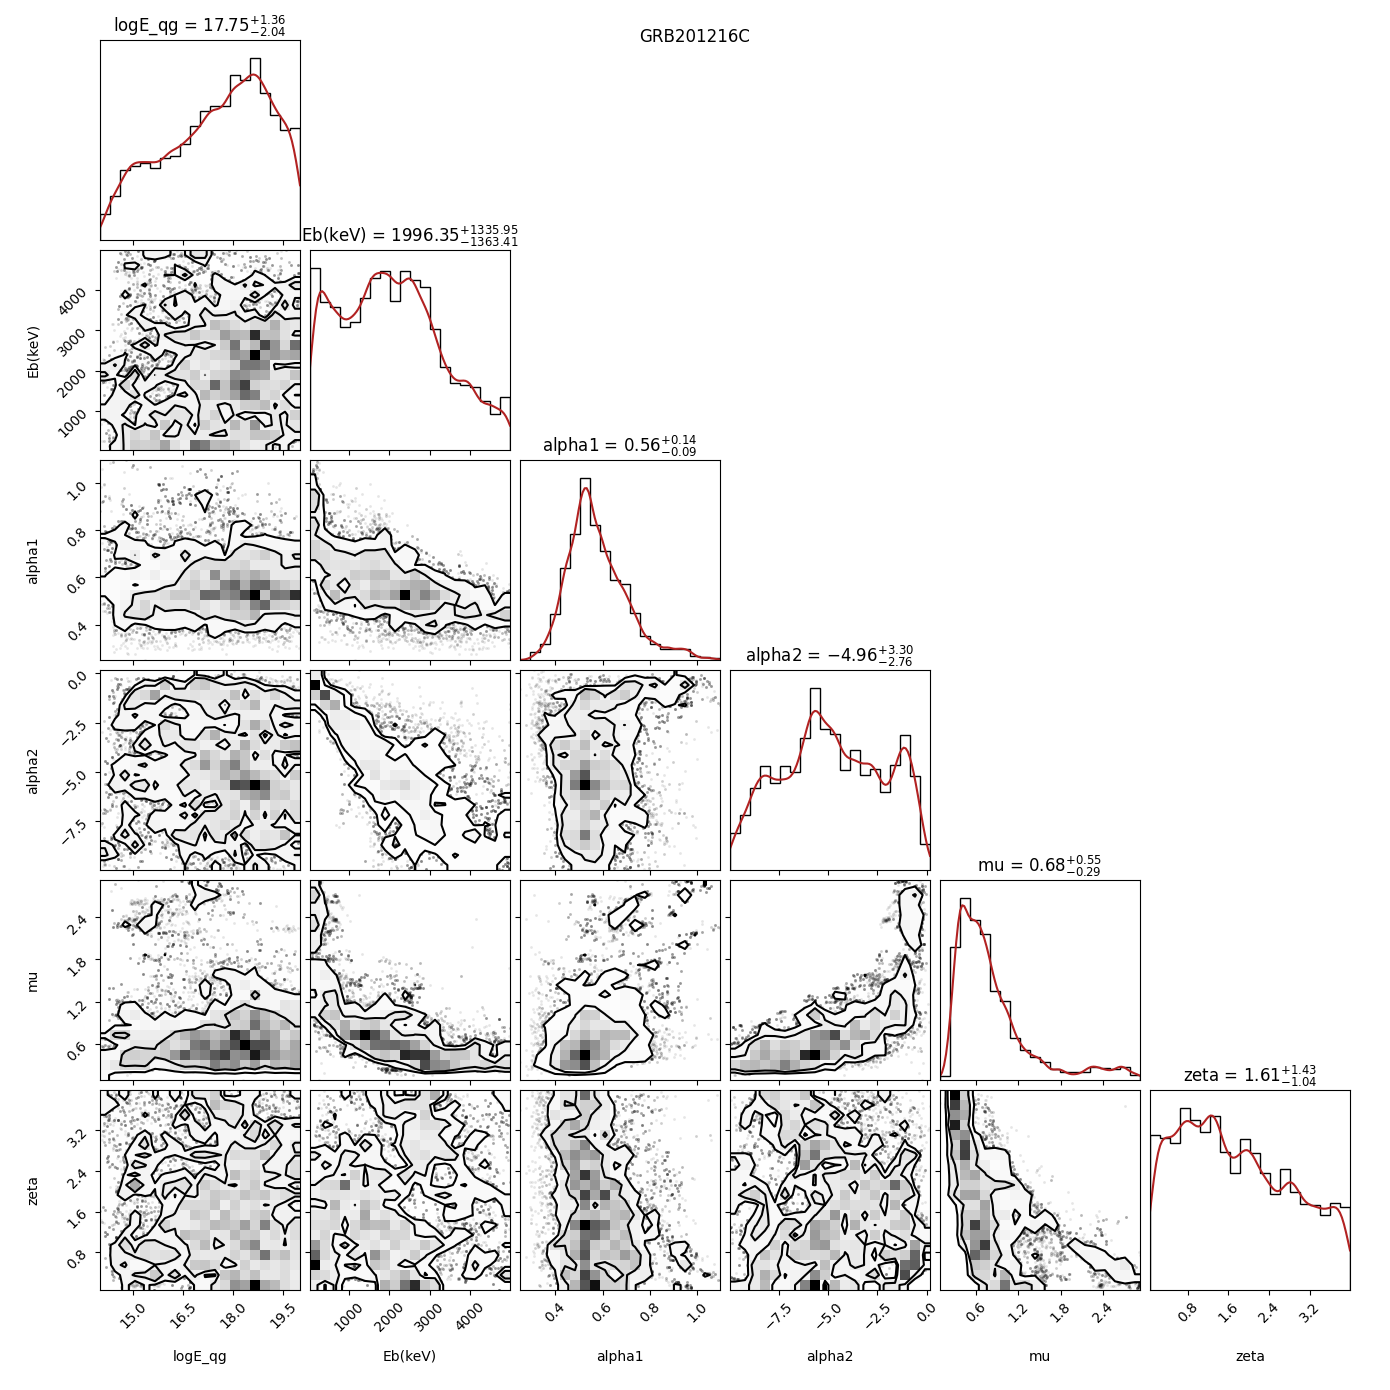 GRB201216C
logE_qg = 17.75+1.36−2.04
Eb(keV) = 1996.35+1335.95−1363.41
Eb(keV)
4000
3000
2000
1000
alpha1 = 0.56+0.14−0.09
alpha1
1.0
0.8
0.6
0.4
alpha2 = −4.96+3.30−2.76
alpha2
0.0
−2.5
−5.0
−7.5
mu = 0.68+0.55−0.29
mu
2.4
1.8
1.2
0.6
zeta = 1.61+1.43−1.04
zeta
3.2
2.4
1.6
0.8
15.0 16.5 18.0 19.5 1000 2000 3000 4000 0.4 0.6 0.8 1.0 −7.5 −5.0 −2.5 0.0 0.6 1.2 1.8 2.4 0.8 1.6 2.4 3.2
logE_qg Eb(keV) alpha1 alpha2 mu zeta